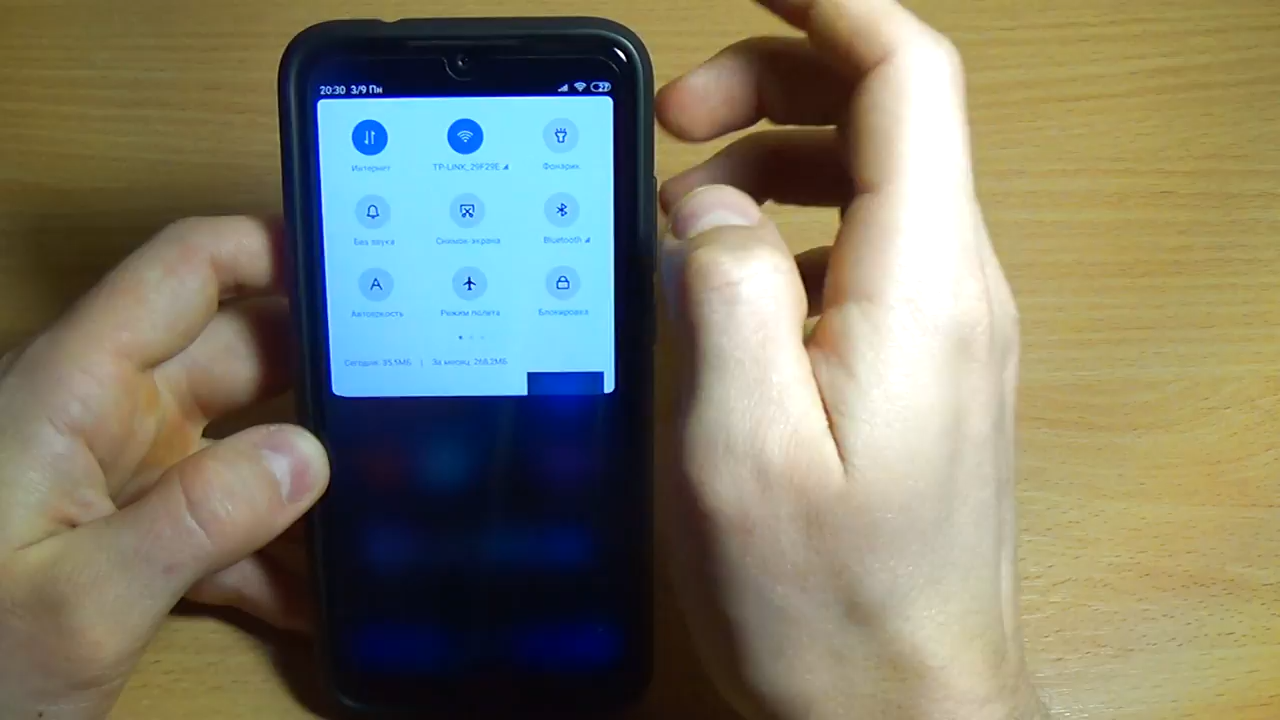 20:30 3/9 Пн 27
Интернет TP-LINK_29F29E Фонарик
Без звука Снимок экрана Bluetooth
A
Автояркость Режим полета Блокировка
Сегодня: 35,5МБ | За месяц: 268,2МБ